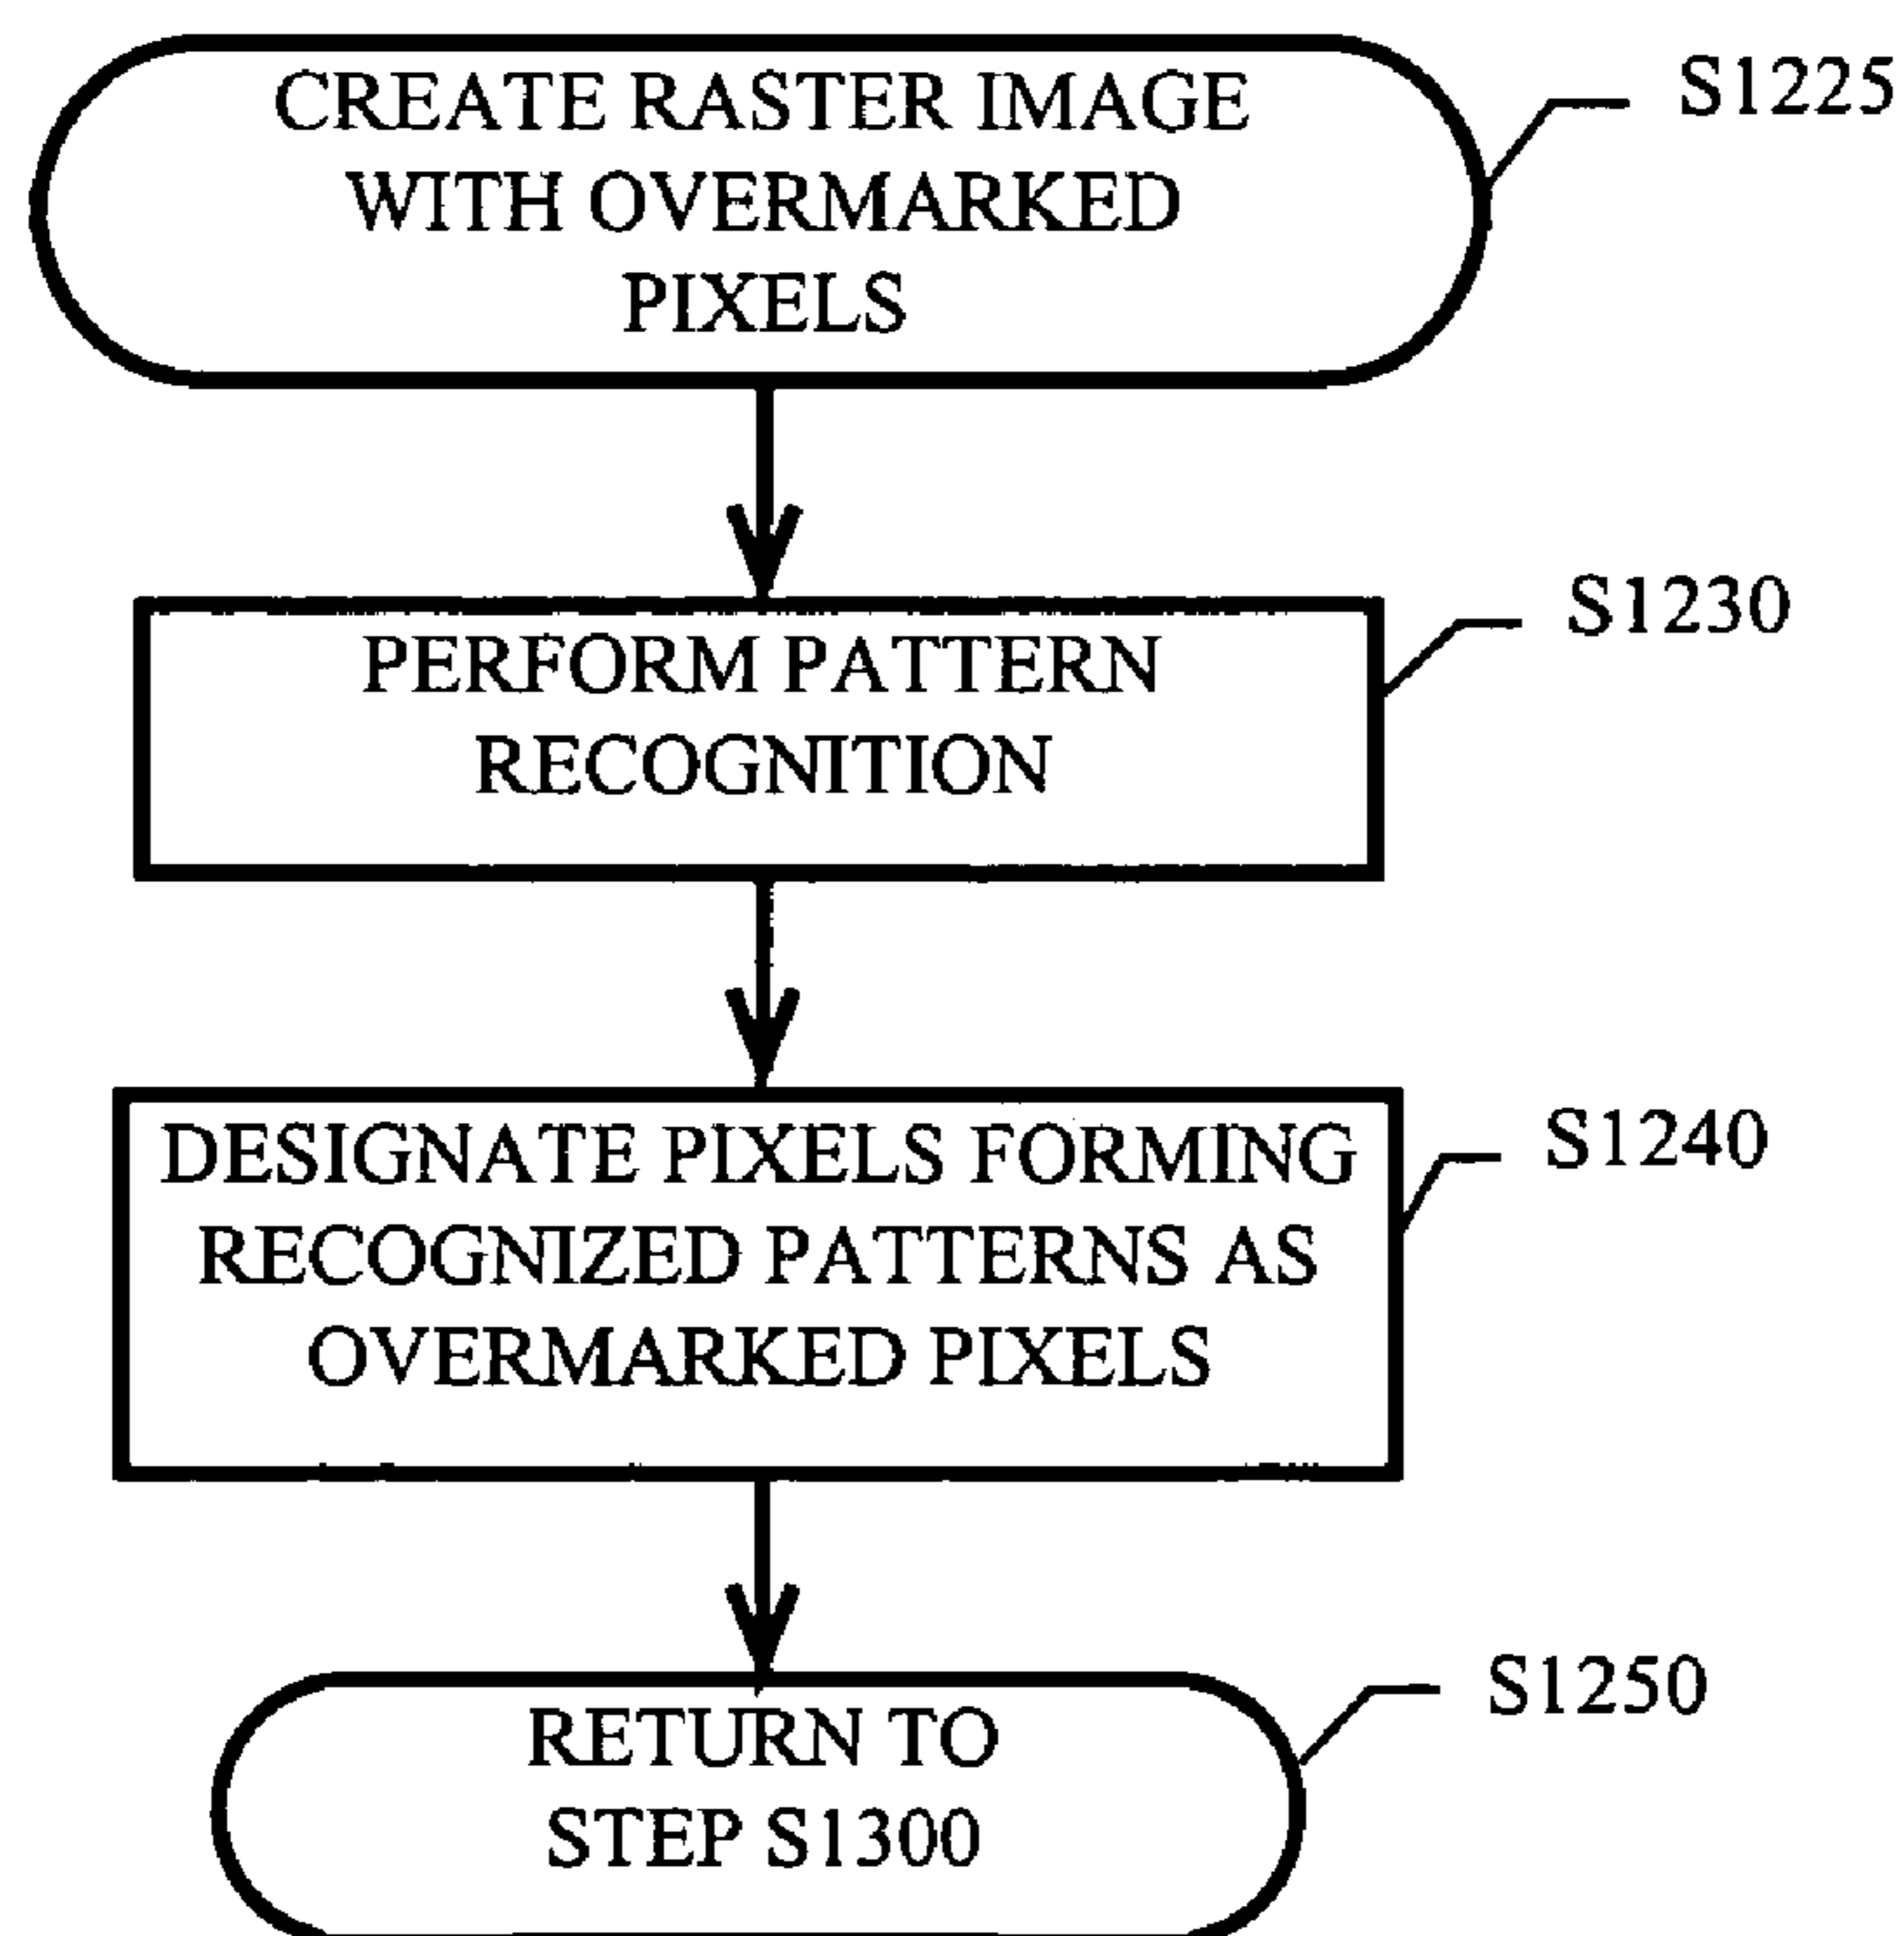 CREATE RASTER IMAGE
WITH OVERMARKED
PIXELS
S1225
PERFORM PATTERN
RECOGNITION
S1230
DESIGNATE PIXELS FORMING
RECOGNIZED PATTERNS AS
OVERMARKED PIXELS
S1240
RETURN TO
STEP S1300
S1250